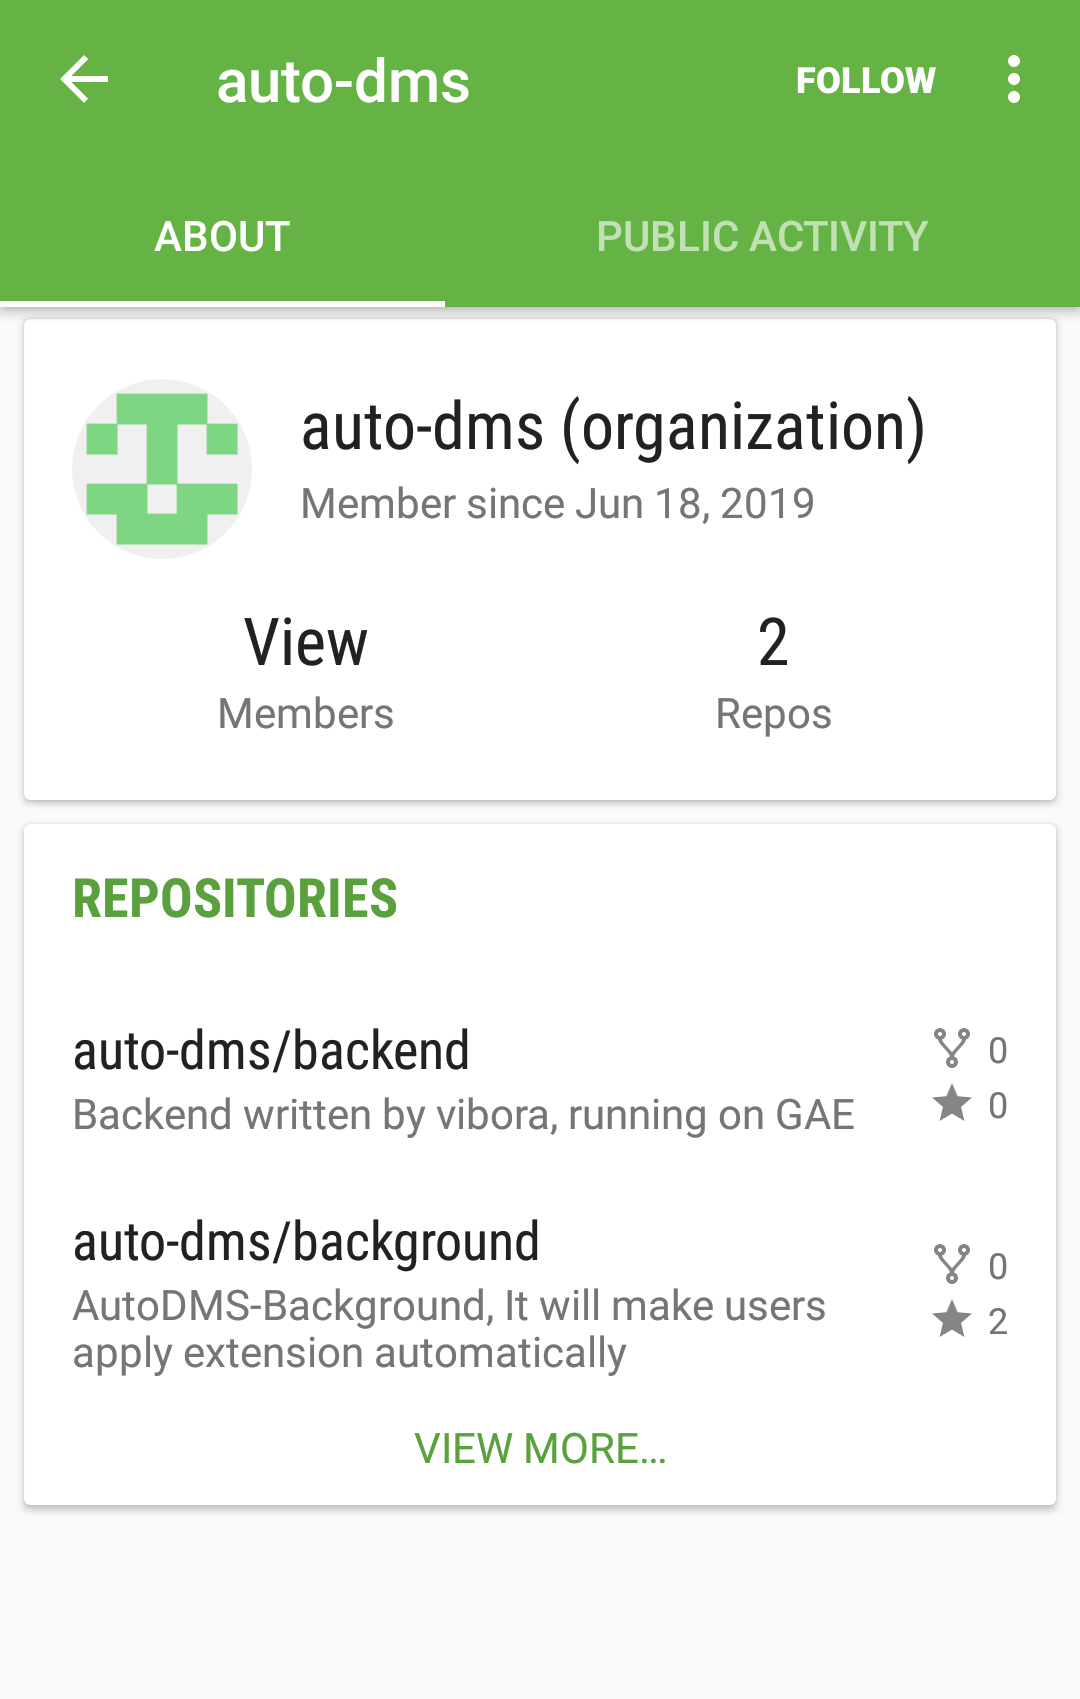 auto-dms
FOLLOW
ABOUT
PUBLIC ACTIVITY
auto-dms (organization)
Member since Jun 18, 2019
View
Members
2
Repos
REPOSITORIES
auto-dms/backend
0
Backend written by vibora, running on GAE
0
auto-dms/background
0
AutoDMS-Background, It will make users
apply extension automatically
2
VIEW MORE...